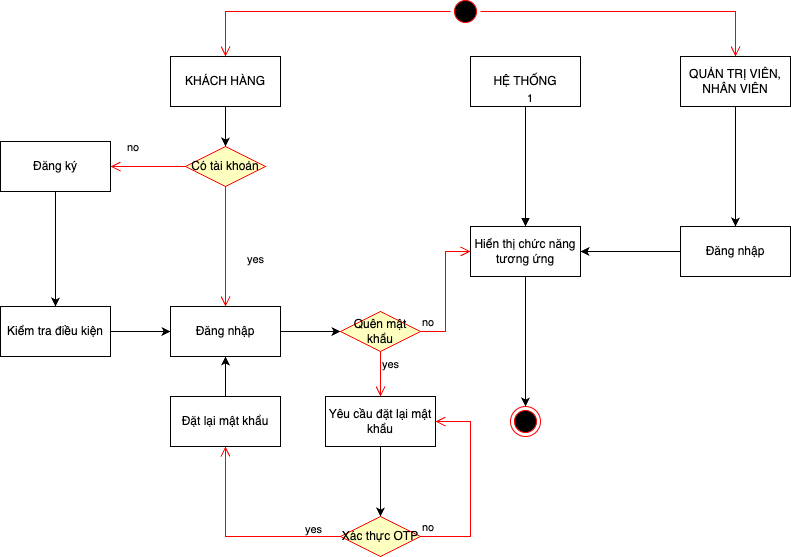 KHÁCH HÀNG
HỆ THỐNG
1
QUẢN TRỊ VIÊN,
NHÂN VIÊN
no
Có tài khoản
Đăng ký
yes
Hiển thị chức năng
tương ứng
Đăng nhập
Kiểm tra điều kiện
Đăng nhập
Quên mật
khẩu
no
yes
Đặt lại mật khẩu
Yêu cầu đặt lại mật
khẩu
yes
Xác thực OTP
no